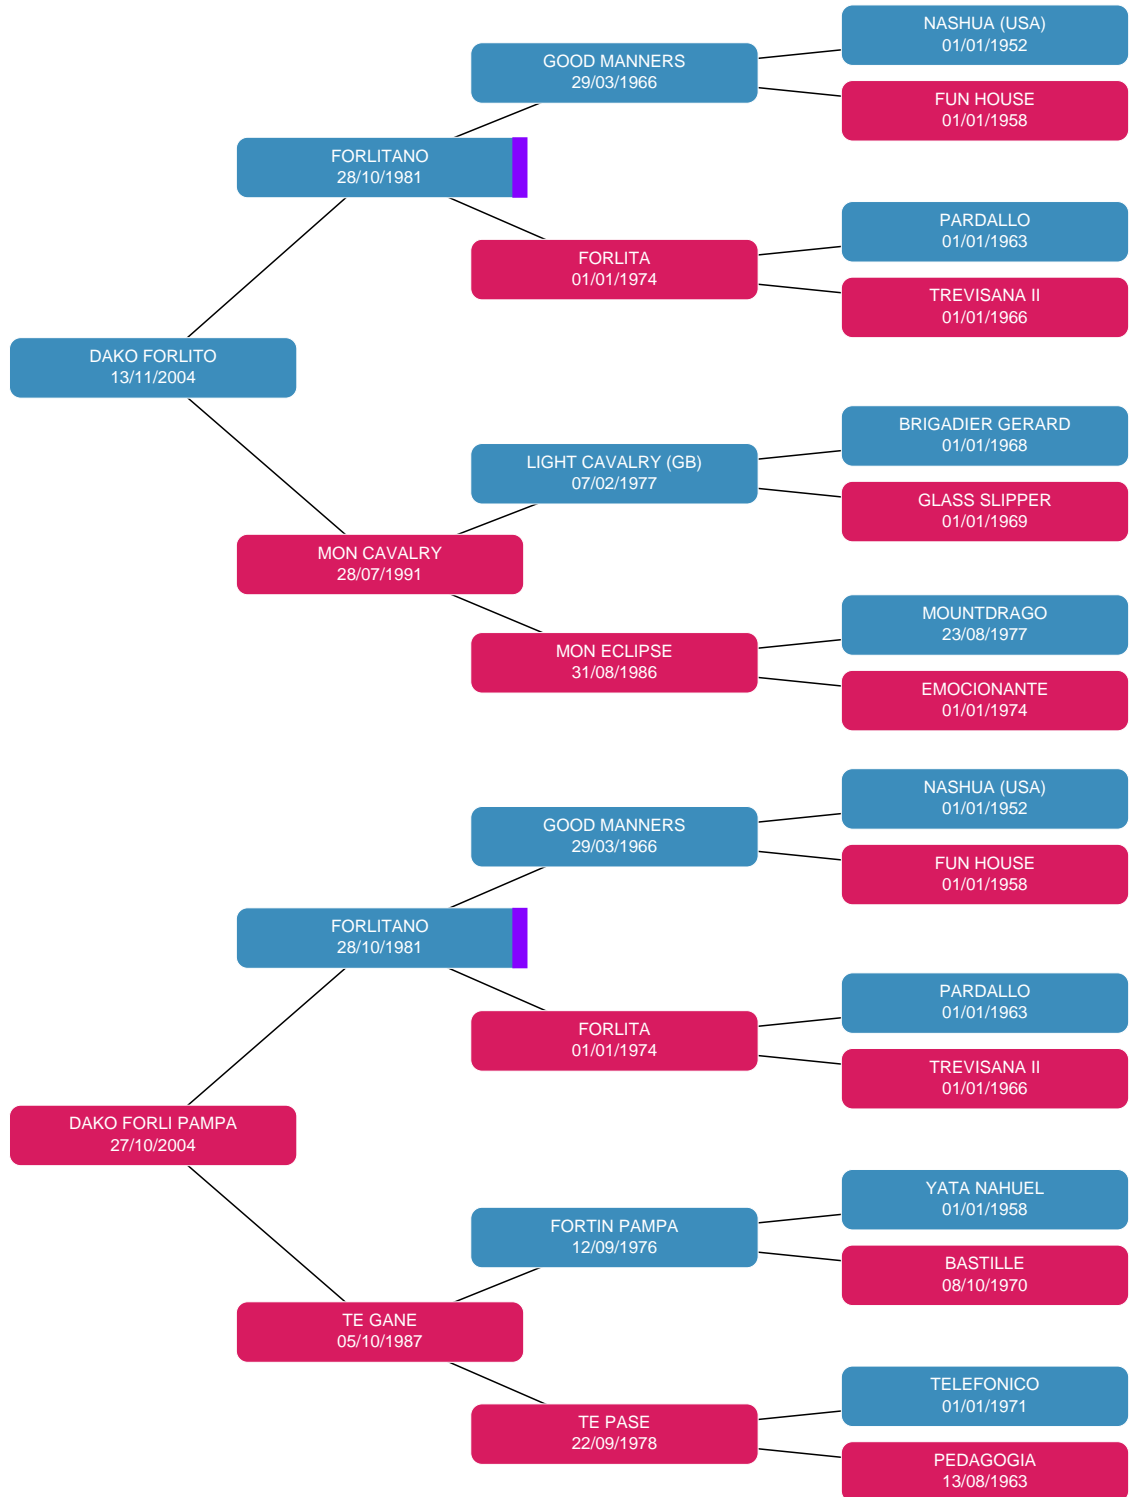 NASHUA (USA)
01/01/1952
GOOD MANNERS
29/03/1966
FUN HOUSE
01/01/1958
FORLITANO
28/10/1981
PARDALLO
01/01/1963
FORLITA
01/01/1974
TREVISANA II
01/01/1966
DAKO FORLITO
13/11/2004
BRIGADIER GERARD
01/01/1968
LIGHT CAVALRY (GB)
07/02/1977
GLASS SLIPPER
01/01/1969
MON CAVALRY
28/07/1991
MOUNTDRAGO
23/08/1977
MON ECLIPSE
31/08/1986
EMOCIONANTE
01/01/1974
NASHUA (USA)
01/01/1952
GOOD MANNERS
29/03/1966
FUN HOUSE
01/01/1958
FORLITANO
28/10/1981
PARDALLO
01/01/1963
FORLITA
01/01/1974
TREVISANA II
01/01/1966
DAKO FORLI PAMPA
27/10/2004
YATA NAHUEL
01/01/1958
FORTIN PAMPA
12/09/1976
BASTILLE
08/10/1970
TE GANE
05/10/1987
TELEFONICO
01/01/1971
TE PASE
22/09/1978
PEDAGOGIA
13/08/1963